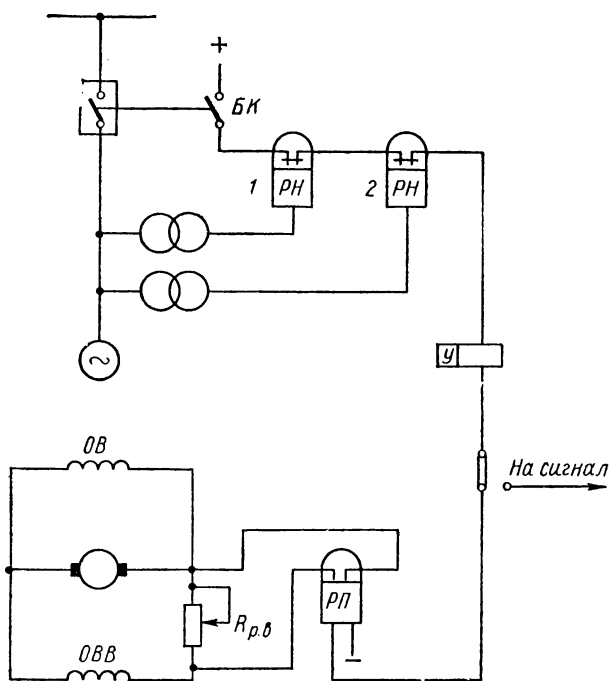 +
БК
1 РН
2 РН
~
У
ОВ
На сигнал
РП
Rр.в
ОВВ
−